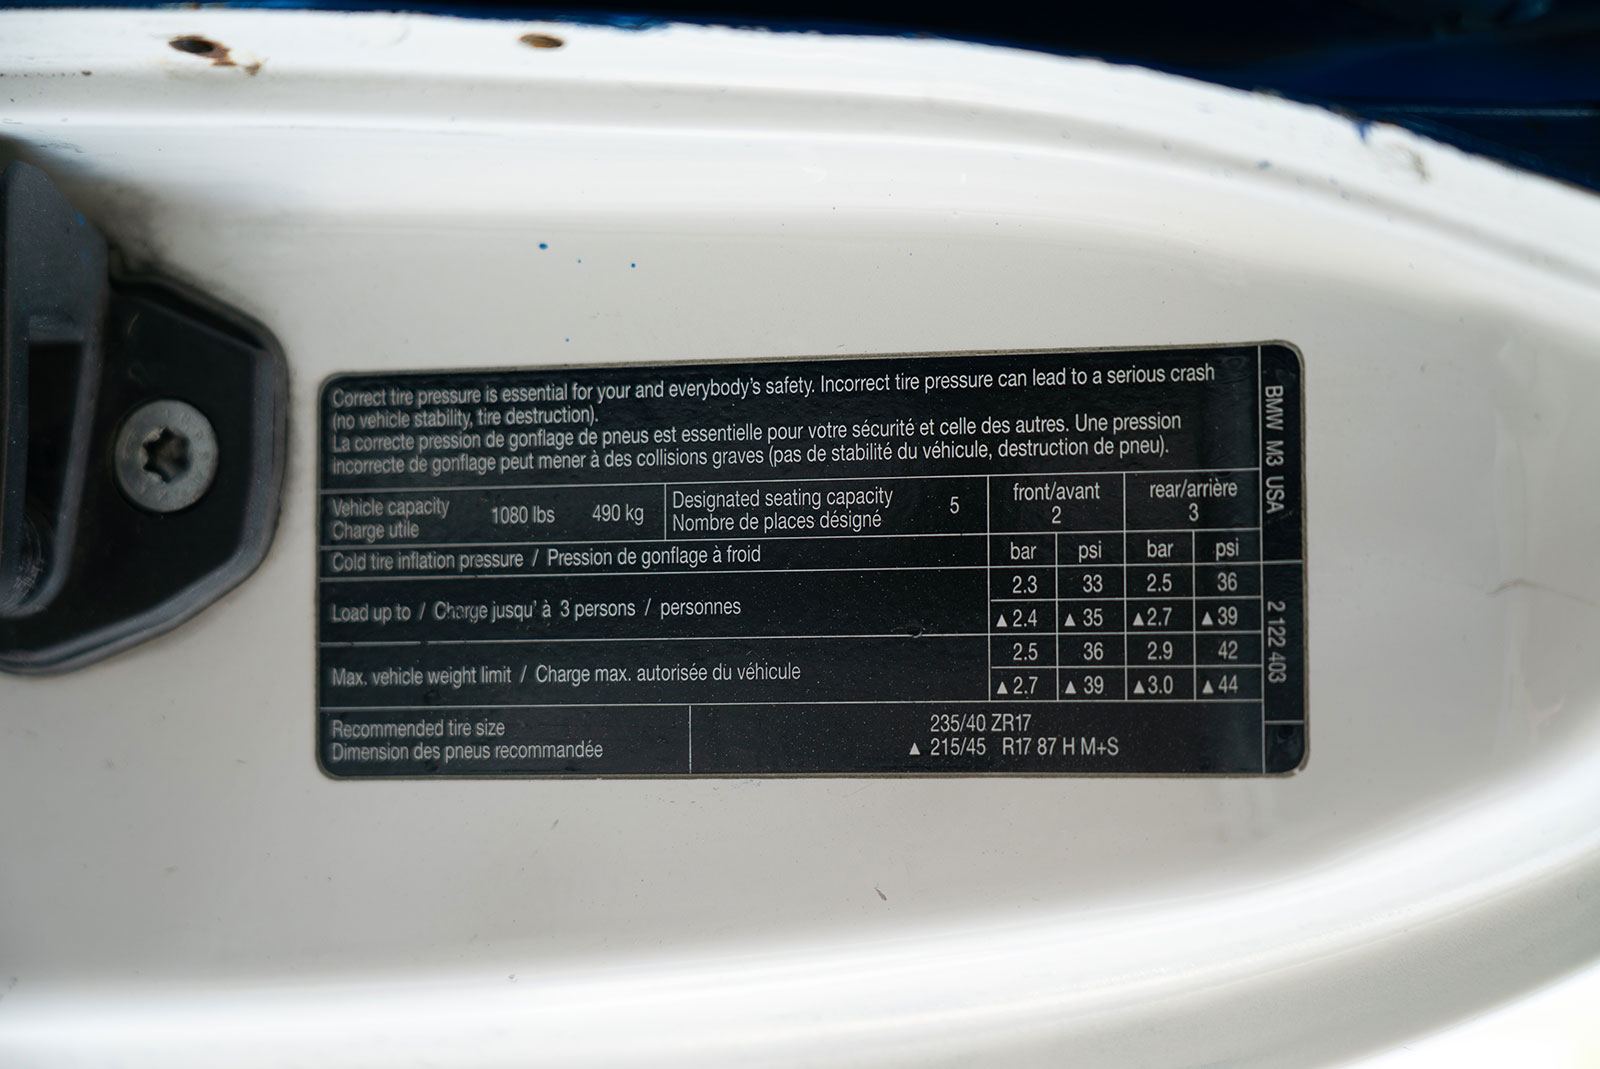 Correct tire pressure is essential for your and everybody's safety. Incorrect tire pressure can lead to a serious crash
(no vehicle stability, tire destruction).
La correcte pression de gonflage de pneus est essentielle pour votre sécurité et celle des autres. Une pression
incorrecte de gonflage peut mener à des collisions graves (pas de stabilité du véhicule, destruction de pneu).
Vehicle capacity
Charge utile
1080 lbs 490 kg
Designated seating capacity
Nombre de places désigné
5
front/avant
2
rear/arrière
3
Cold tire inflation pressure / Pression de gonflage à froid
bar psi bar psi
Load up to / Charge jusqu' à 3 persons / personnes
2.3 33 2.5 36
▲ 2.4 ▲ 35 ▲ 2.7 ▲ 39
Max. vehicle weight limit / Charge max. autorisée du véhicule
2.5 36 2.9 42
▲ 2.7 ▲ 39 ▲ 3.0 ▲ 44
Recommended tire size
Dimension des pneus recommandée
235/40 ZR17
▲ 215/45 R17 87 H M+S
BMW M3 USA
2 122 403